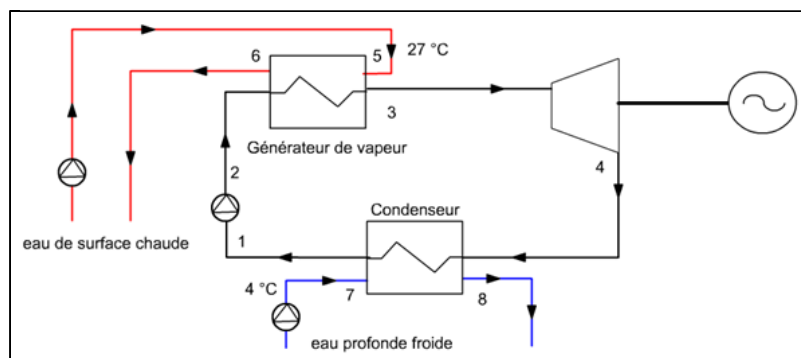 6
5
27 °C
3
Générateur de vapeur
2
4
Condenseur
eau de surface chaude
1
4 °C
7
8
eau profonde froide